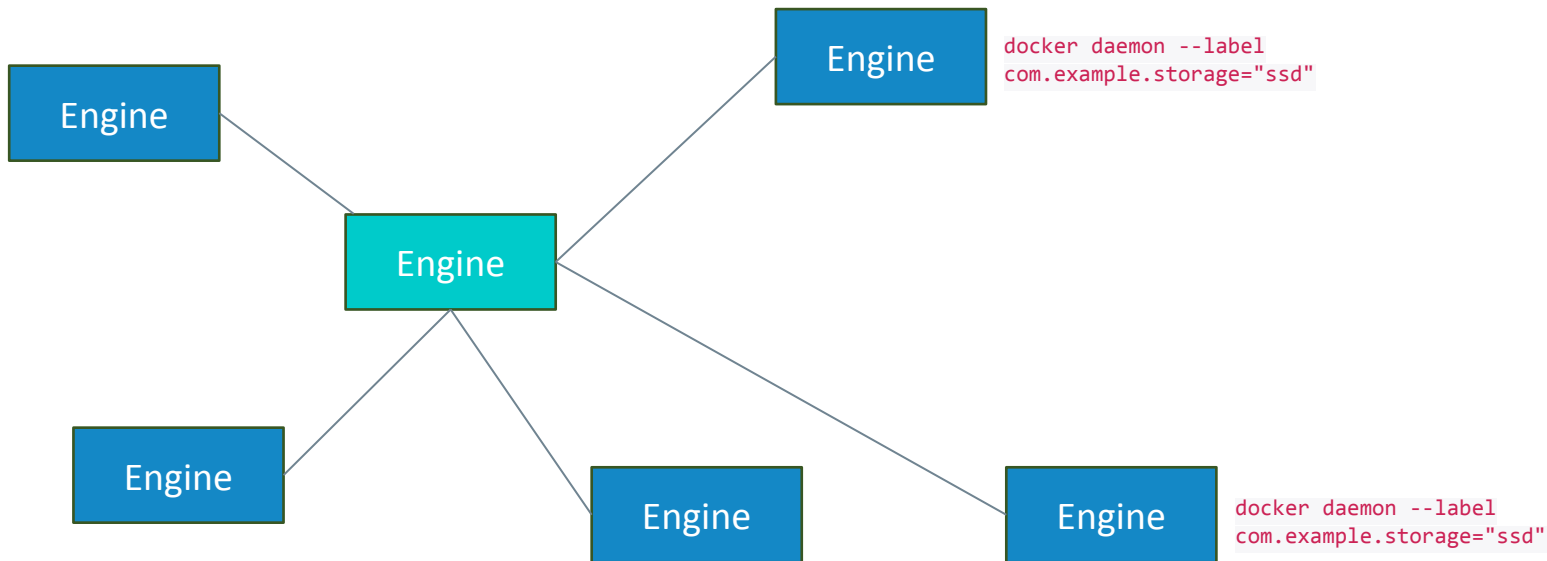 Engine
docker daemon --label
com.example.storage="ssd"
Engine
Engine
Engine
Engine
Engine
docker daemon --label
com.example.storage="ssd"